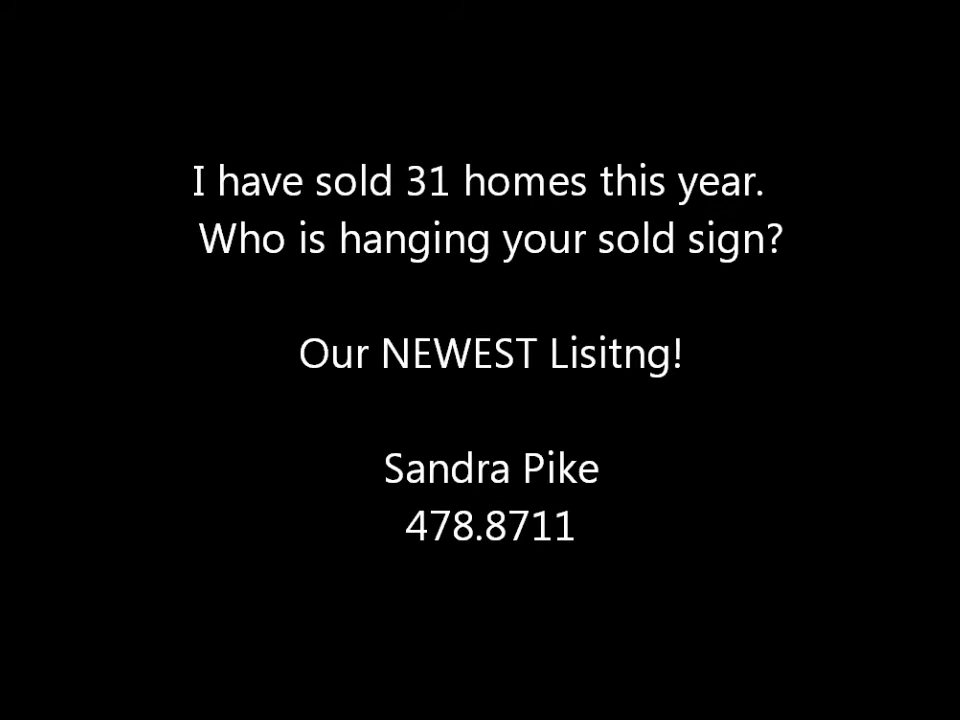 I have sold 31 homes this year.
Who is hanging your sold sign?
Our NEWEST Lisitng!
Sandra Pike
478.8711